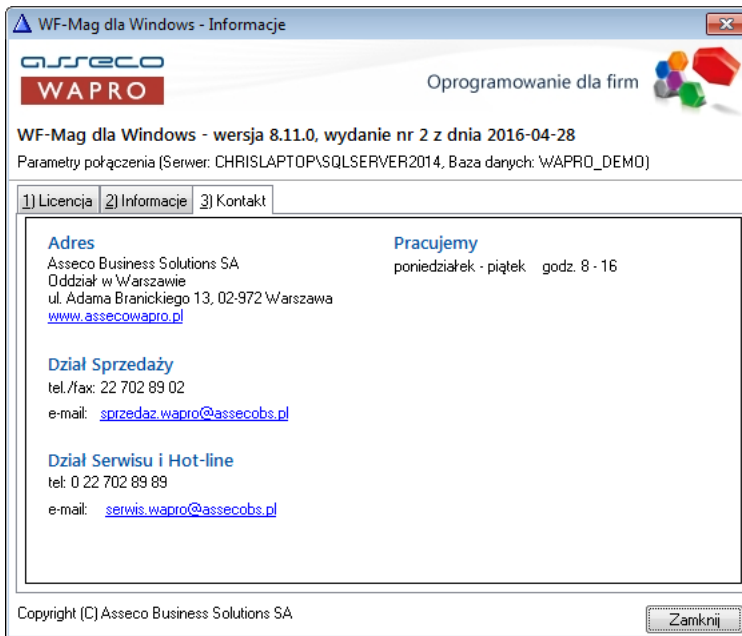 WF-Mag dla Windows - Informacje
asseco
WAPRO
Oprogramowanie dla firm
WF-Mag dla Windows - wersja 8.11.0, wydanie nr 2 z dnia 2016-04-28
Parametry połączenia (Serwer: CHRISLAPTOP\SQLSERVER2014, Baza danych: WAPRO_DEMO)
1) Licencja 2) Informacje 3) Kontakt
Adres
Asseco Business Solutions SA
Oddział w Warszawie
ul. Adama Branickiego 13, 02-972 Warszawa
www.assecowapro.pl
Pracujemy
poniedziałek - piątek godz. 8 - 16
Dział Sprzedaży
tel./fax: 22 702 89 02
e-mail: sprzedaz.wapro@assecobs.pl
Dział Serwisu i Hot-line
tel: 0 22 702 89 89
e-mail: serwis.wapro@assecobs.pl
Copyright (C) Asseco Business Solutions SA
Zamknij